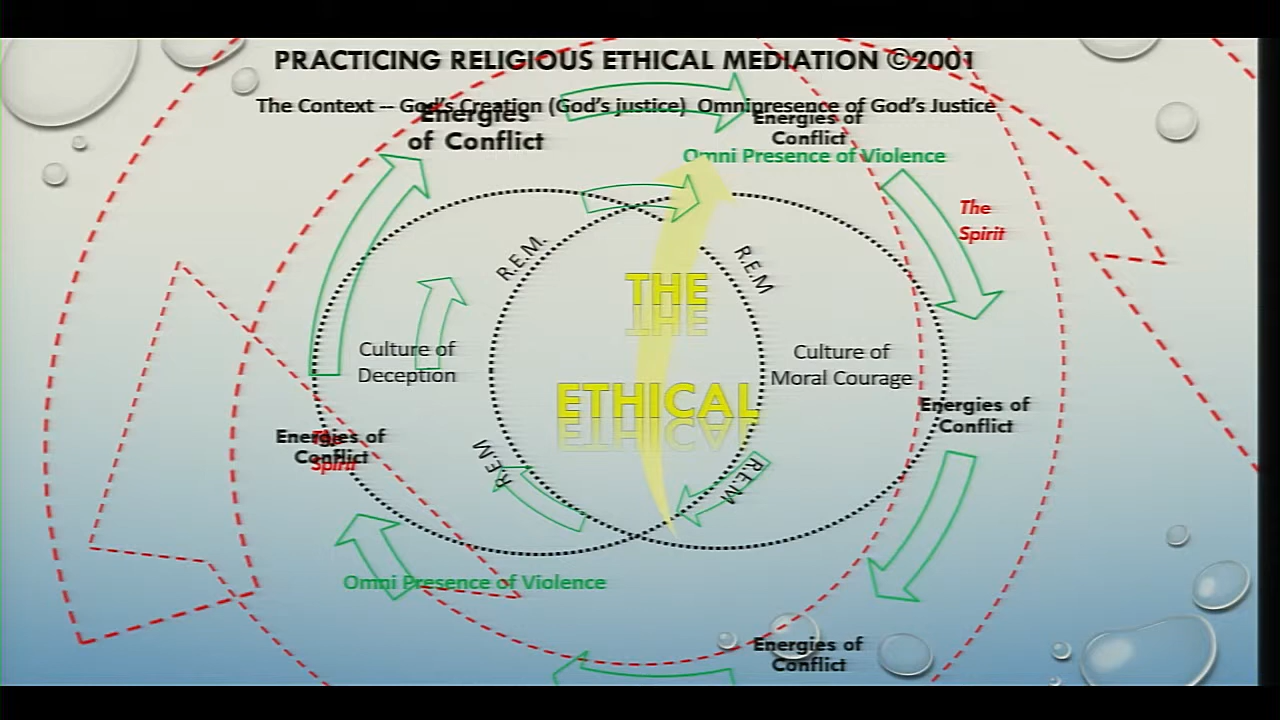 PRACTICING RELIGIOUS ETHICAL MEDIATION ©2001
The Context -- God's Creation (God's justice) Omnipresence of God's Justice
Energies
of Conflict
Energies of
Conflict
Omni Presence of Violence
The
Spirit
R.E.M.
R.E.M
THE
Culture of
Deception
Culture of
Moral Courage
ETHICAL
Energies of
Conflict
Energies of
Conflict
The
Spirit
R.E.M
R.E.M
Omni Presence of Violence
Energies of
Conflict